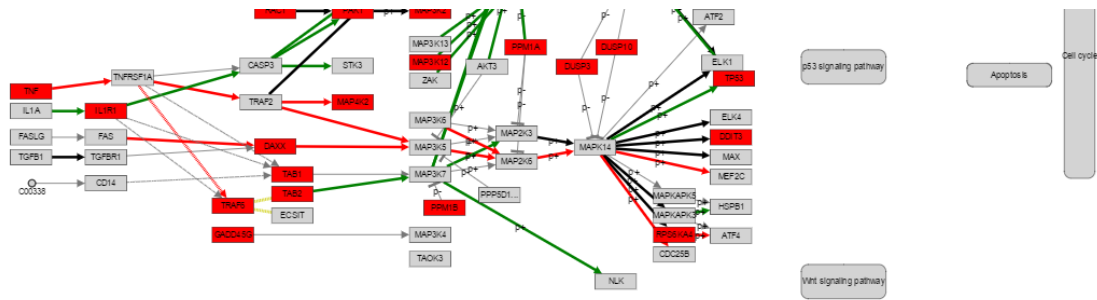 ATF2
p-
PPM1A
DUSP10
MAP3K13
MAP3K12
ZAK
AKT3
DUSP3
ELK1
TP53
p53 signaling pathway
Apoptosis
Cell cycle
TNFRSF1A
CASP3
STK3
TNF
IL1A
IL1R1
TRAF2
MAP4K2
p-
p-
p+
p+
FASLG
FAS
DAXX
MAP3K6
MAP3K5
MAP2K3
MAP2K6
MAPK14
p+
p+
ELK4
DDIT3
MAX
MEF2C
TGFB1
TGFBR1
C00338
CD14
TAB1
TAB2
MAP3K7
PPP5D1...
p-
PPM1B
TRAF6
ECSIT
GADD45G
MAP3K4
TAOK3
MAPKAPK5
MAPKAPK3
RPS6KA4
CDC25B
HSPB1
ATF4
p+
p+
NLK
Wnt signaling pathway